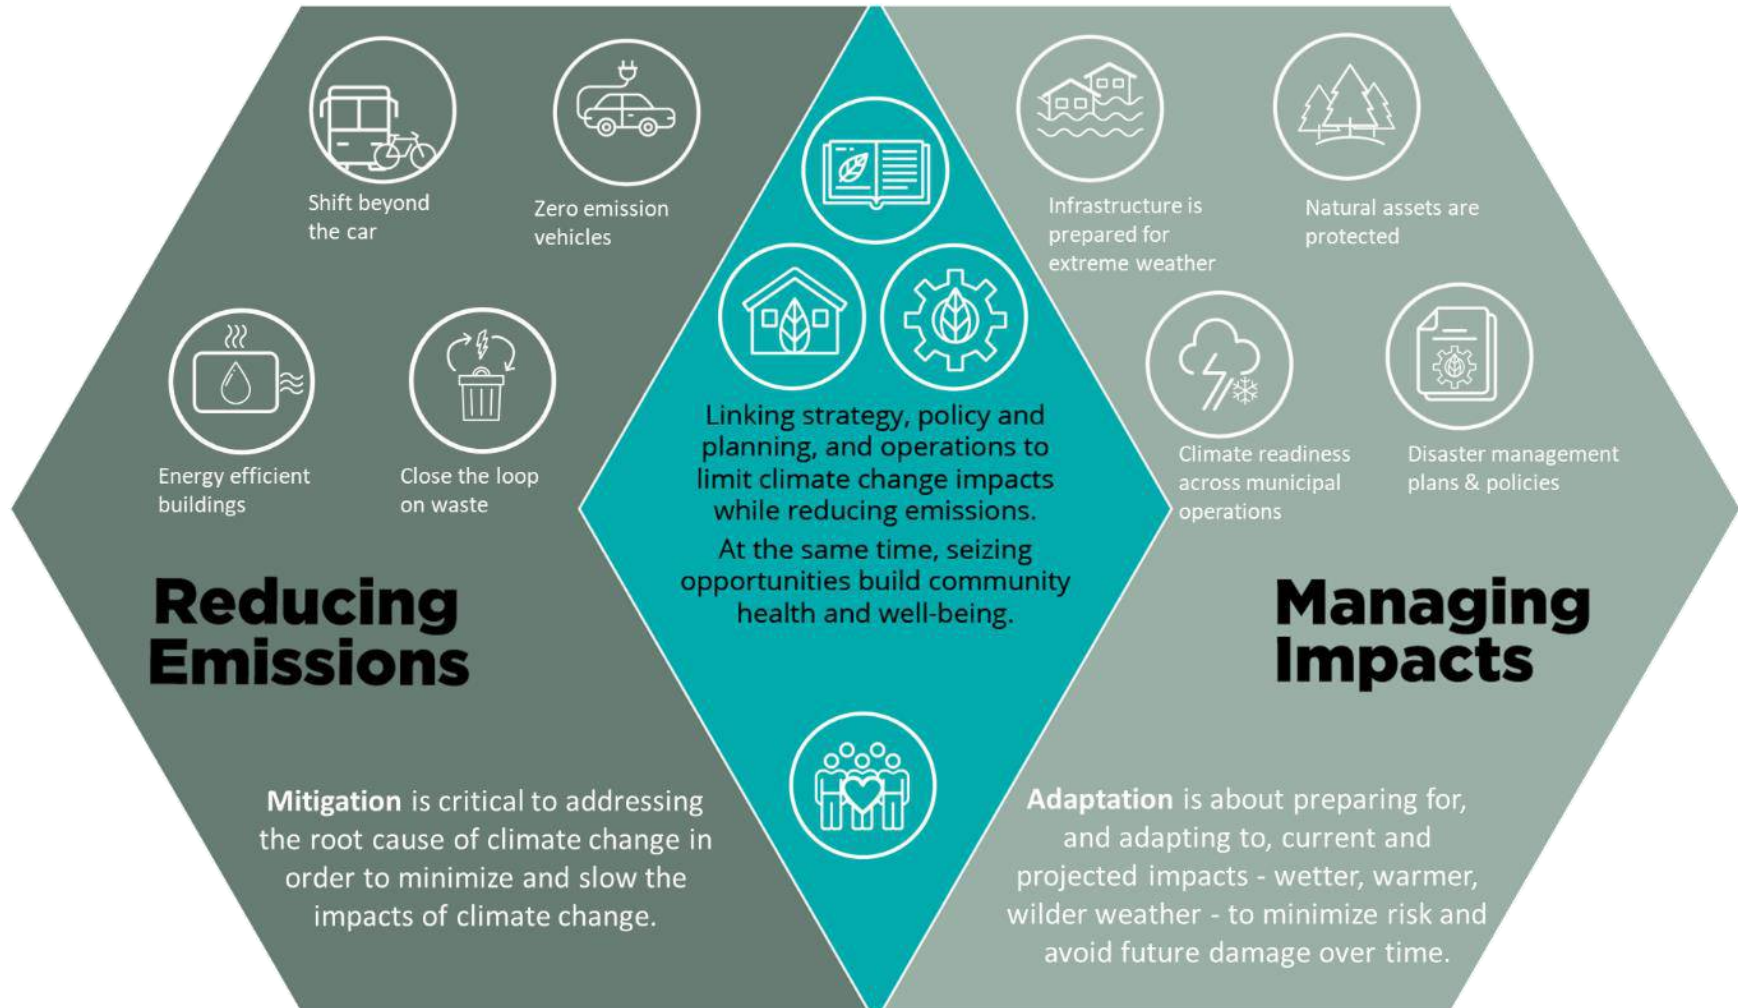 Shift beyond
the car
Zero emission
vehicles
Energy efficient
buildings
Close the loop
on waste
Reducing
Emissions
Mitigation is critical to addressing
the root cause of climate change in
order to minimize and slow the
impacts of climate change.
Linking strategy, policy and
planning, and operations to
limit climate change impacts
while reducing emissions.
At the same time, seizing
opportunities build community
health and well-being.
Infrastructure is
prepared for
extreme weather
Natural assets are
protected
Climate readiness
across municipal
operations
Disaster management
plans & policies
Managing
Impacts
Adaptation is about preparing for,
and adapting to, current and
projected impacts - wetter, warmer,
wilder weather - to minimize risk and
avoid future damage over time.